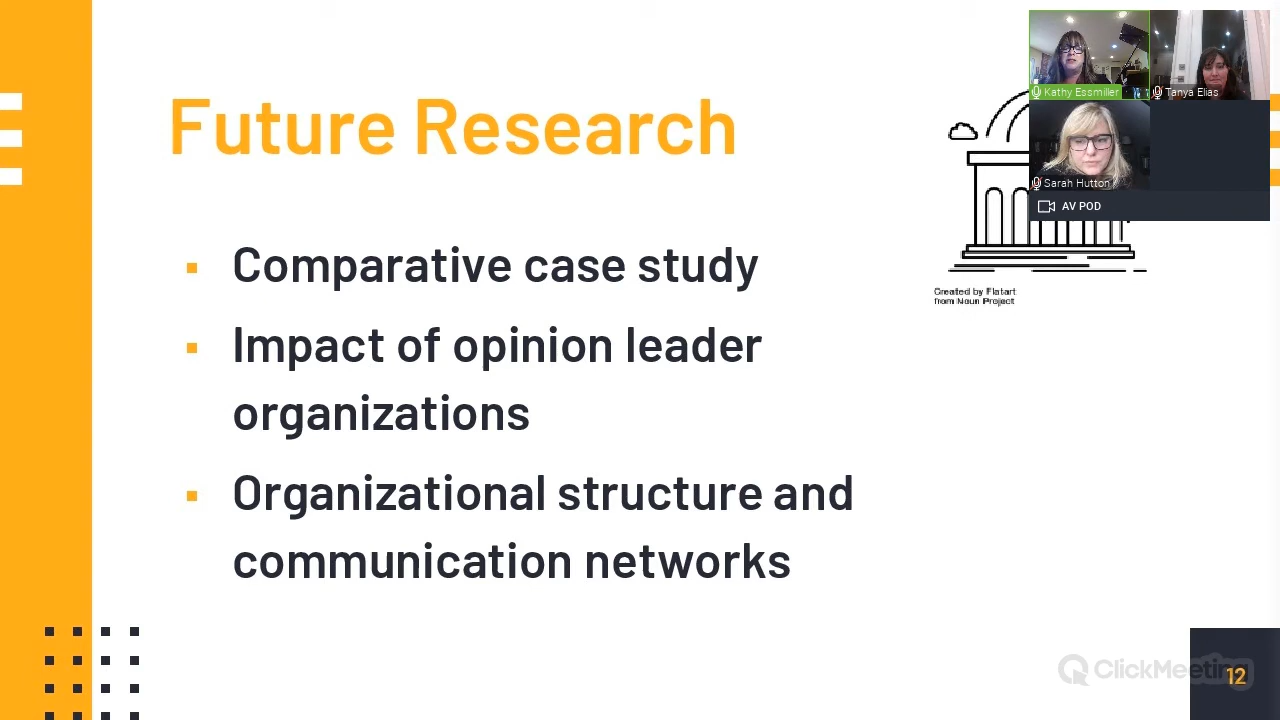 Future Research
Comparative case study
Impact of opinion leader
organizations
Organizational structure and
communication networks
Kathy Essmiller
Tanya Elias
Sarah Hutton
AV POD
Created by Flatart
from Noun Project
ClickMeeting
12